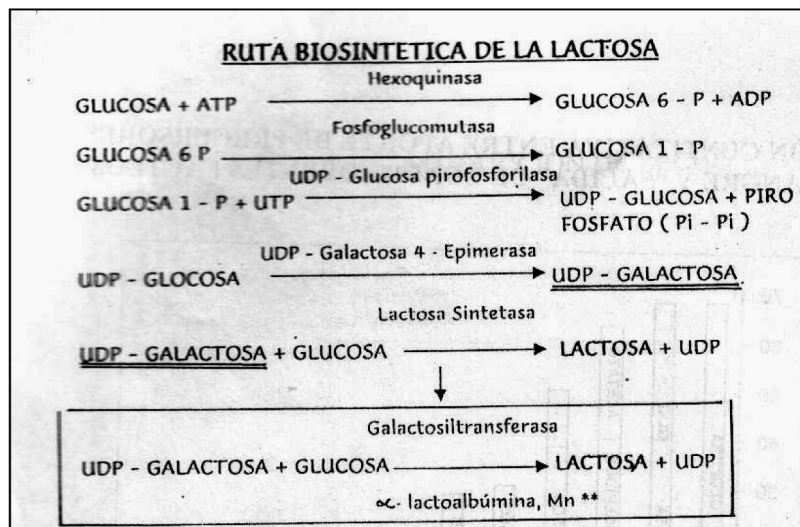 RUTA BIOSINTETICA DE LA LACTOSA
Hexoquinasa
GLUCOSA + ATP → GLUCOSA 6 - P + ADP
Fosfoglucomutasa
GLUCOSA 6 P → GLUCOSA 1 - P
UDP - Glucosa pirofosforilasa
GLUCOSA 1 - P + UTP → UDP - GLUCOSA + PIRO
FOSFATO ( Pi - Pi )
UDP - Galactosa 4 - Epimerasa
UDP - GLOCOSA → UDP - GALACTOSA
Lactosa Sintetasa
UDP - GALACTOSA + GLUCOSA → LACTOSA + UDP
Galactosiltransferasa
UDP - GALACTOSA + GLUCOSA → LACTOSA + UDP
∝- lactoalbúmina, Mn **